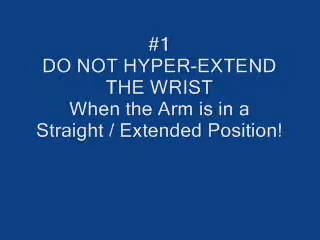 #1
DO NOT HYPER-EXTEND
THE WRIST
When the Arm is in a
Straight / Extended Position!